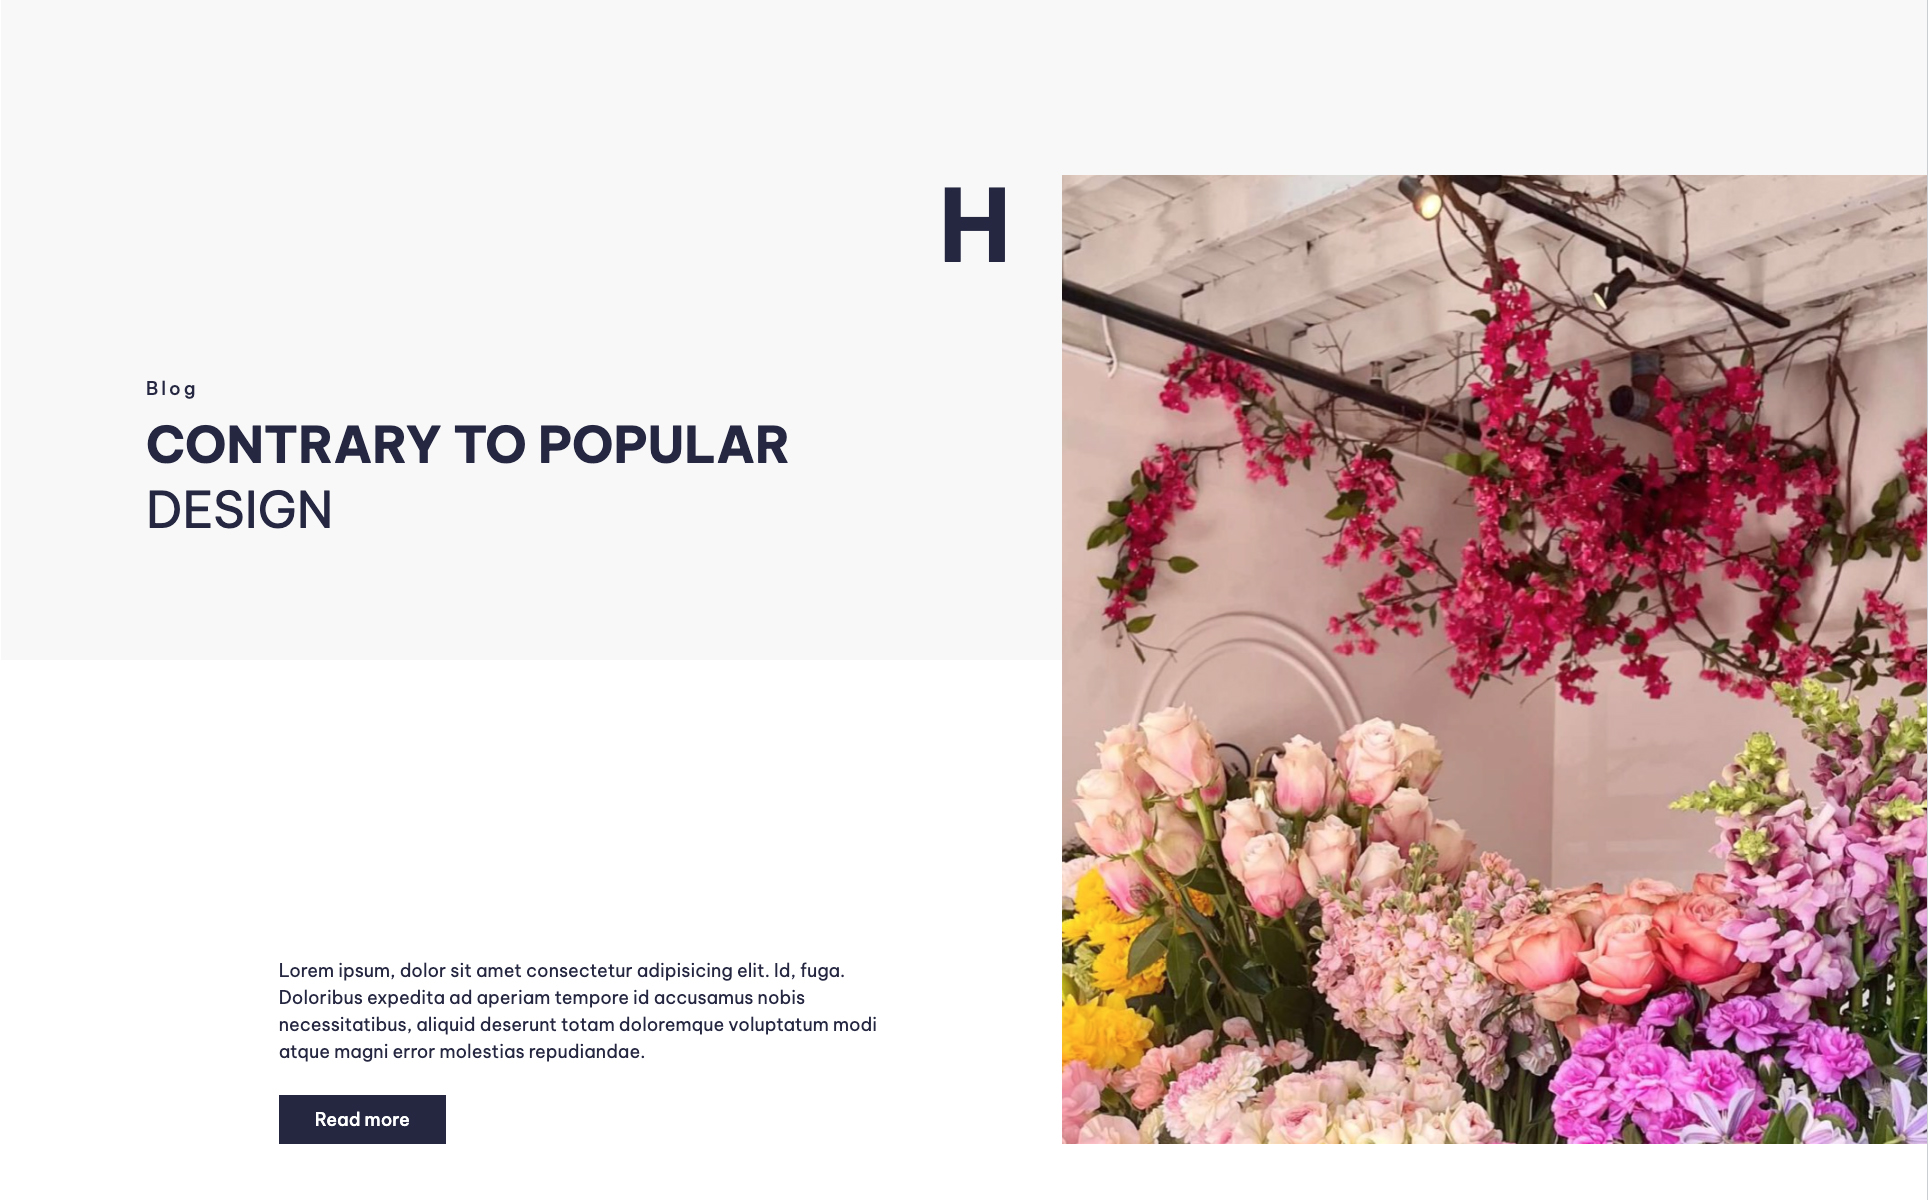 H
Blog
CONTRARY TO POPULAR
DESIGN
Lorem ipsum, dolor sit amet consectetur adipisicing elit. Id, fuga.
Doloribus expedita ad aperiam tempore id accusamus nobis
necessitatibus, aliquid deserunt totam doloremque voluptatum modi
atque magni error molestias repudiandae.
Read more